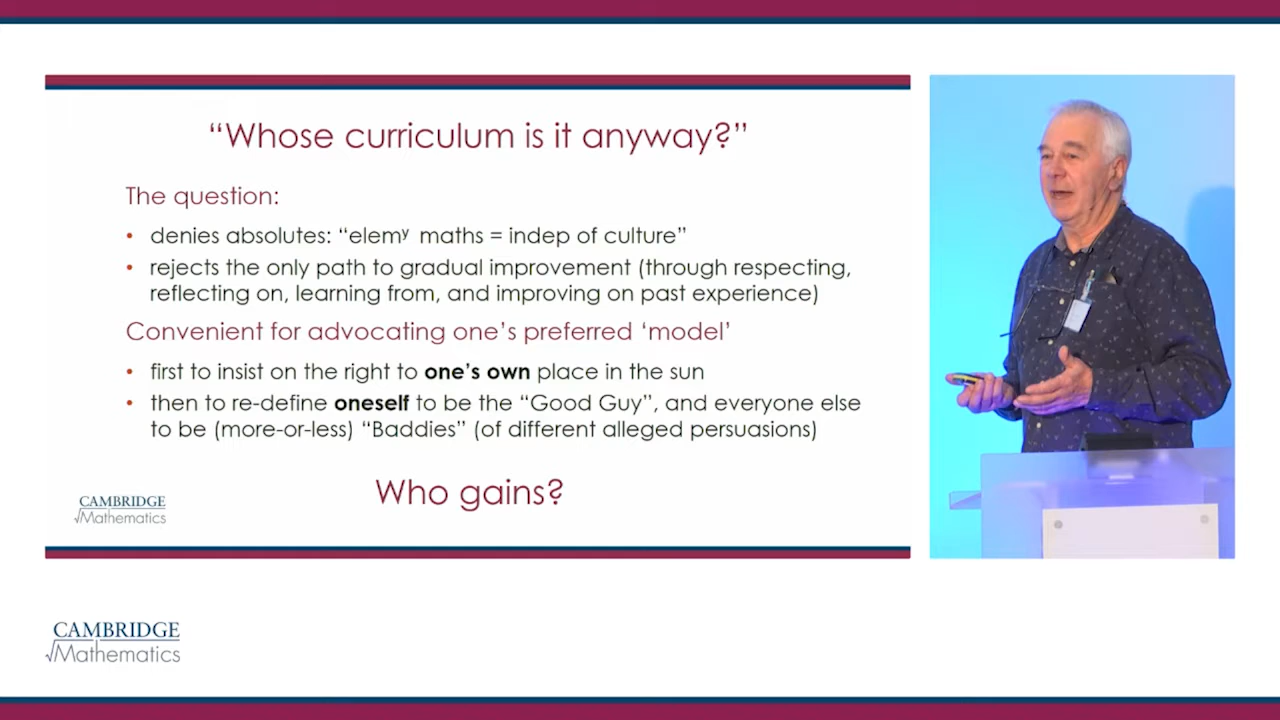 “Whose curriculum is it anyway?”
The question:
• denies absolutes: “elemʸ maths = indep of culture”
• rejects the only path to gradual improvement (through respecting,
reflecting on, learning from, and improving on past experience)
Convenient for advocating one’s preferred ‘model’
• first to insist on the right to one’s own place in the sun
• then to re-define oneself to be the “Good Guy”, and everyone else
to be (more-or-less) “Baddies” (of different alleged persuasions)
Who gains?
CAMBRIDGE
Mathematics
CAMBRIDGE
Mathematics